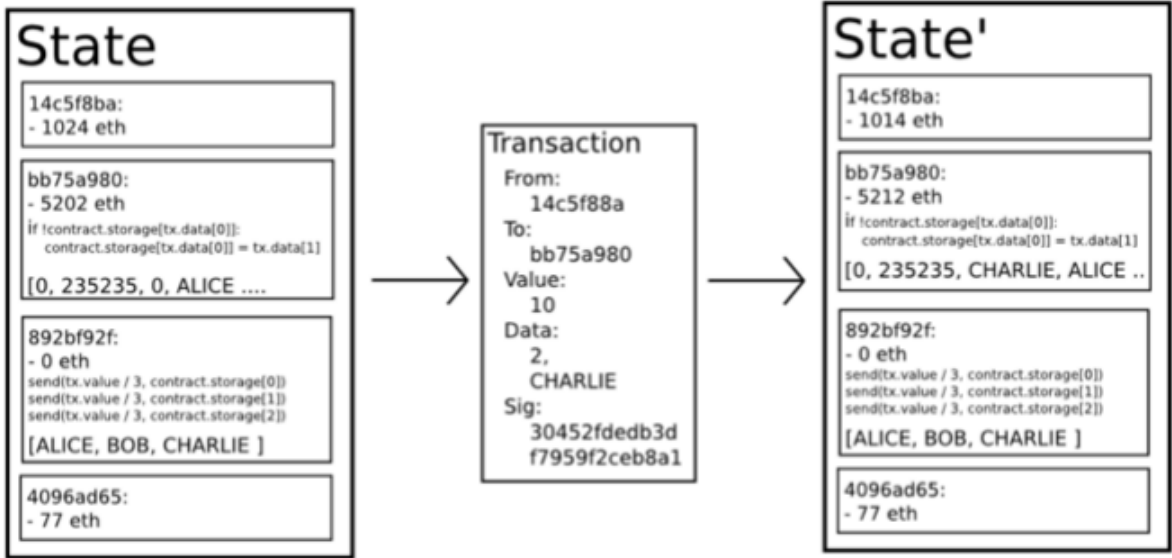 State
14c5f8ba:
- 1024 eth
bb75a980:
- 5202 eth
if !contract.storage[tx.data[0]]:
contract.storage[tx.data[0]] = tx.data[1]
[0, 235235, 0, ALICE ....
892bf92f:
- 0 eth
send(tx.value / 3, contract.storage[0])
send(tx.value / 3, contract.storage[1])
send(tx.value / 3, contract.storage[2])
[ALICE, BOB, CHARLIE ]
4096ad65:
- 77 eth
Transaction
From:
14c5f88a
To:
bb75a980
Value:
10
Data:
2,
CHARLIE
Sig:
30452fdedb3d
f7959f2ceb8a1
State'
14c5f8ba:
- 1014 eth
bb75a980:
- 5212 eth
if !contract.storage[tx.data[0]]:
contract.storage[tx.data[0]] = tx.data[1]
[0, 235235, CHARLIE, ALICE ..
892bf92f:
- 0 eth
send(tx.value / 3, contract.storage[0])
send(tx.value / 3, contract.storage[1])
send(tx.value / 3, contract.storage[2])
[ALICE, BOB, CHARLIE ]
4096ad65:
- 77 eth